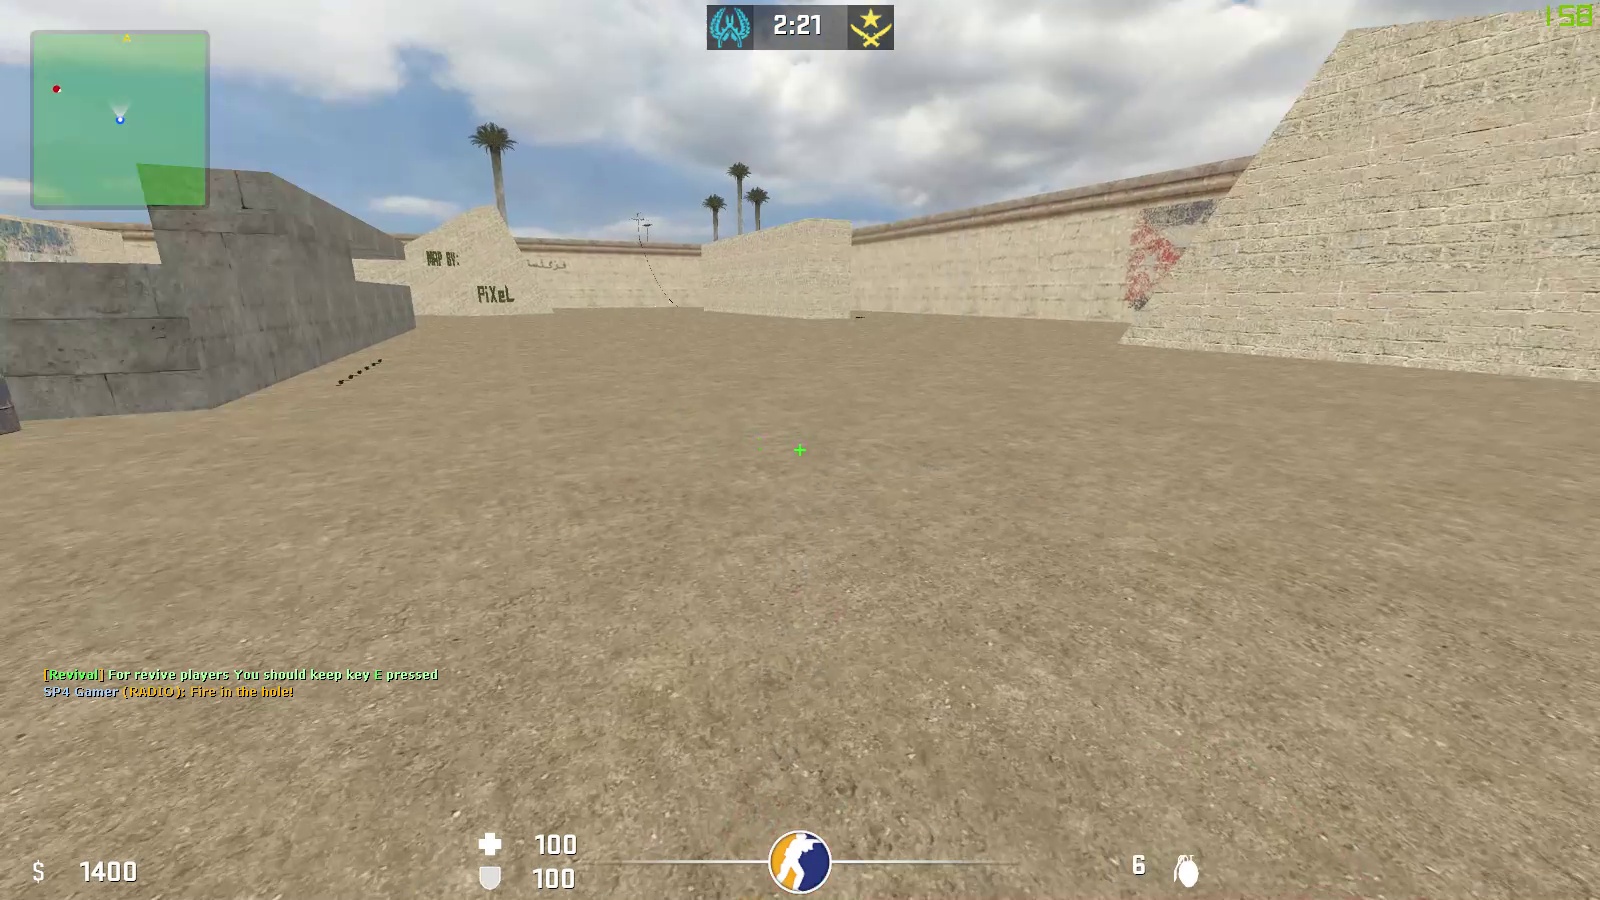 2:21
158
MAP BY:
PiXeL
[Revival] For revive players You should keep key E pressed
SP4 Gamer (RADIO): Fire in the hole!
100
$ 1400
100
6